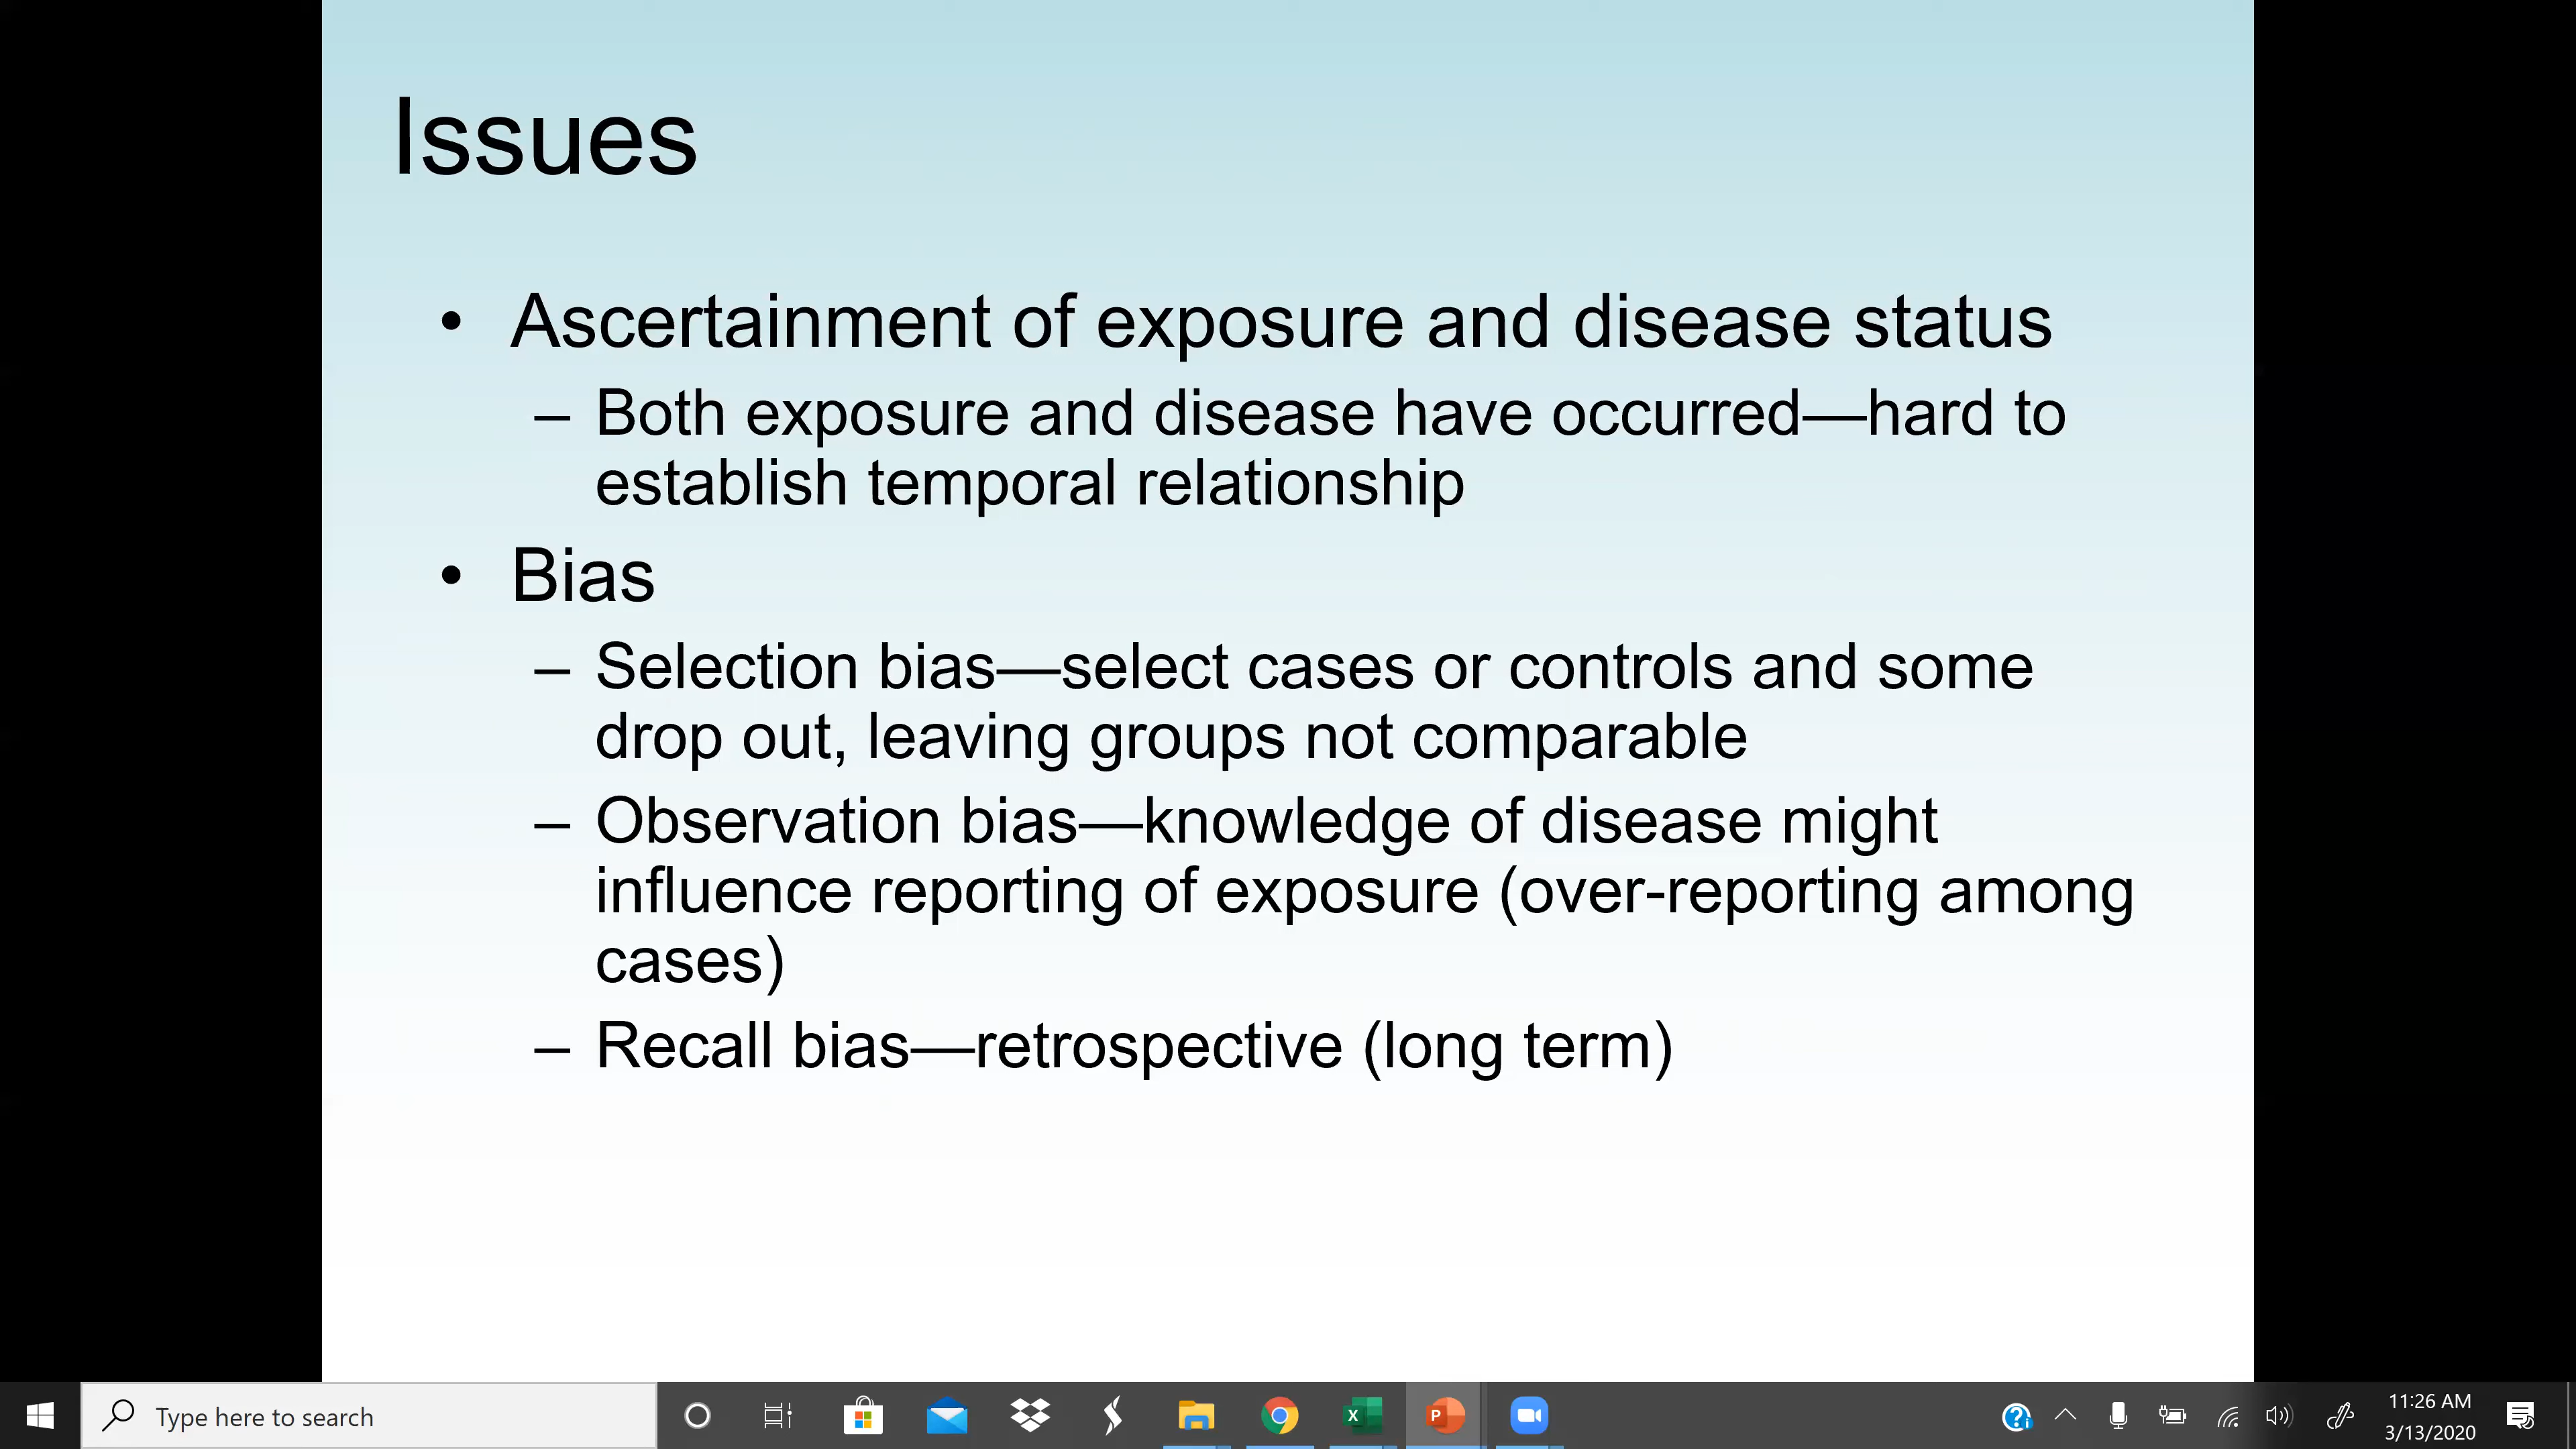 Issues
• Ascertainment of exposure and disease status
– Both exposure and disease have occurred—hard to
establish temporal relationship
• Bias
– Selection bias—select cases or controls and some
drop out, leaving groups not comparable
– Observation bias—knowledge of disease might
influence reporting of exposure (over-reporting among
cases)
– Recall bias—retrospective (long term)
Type here to search
11:26 AM
3/13/2020